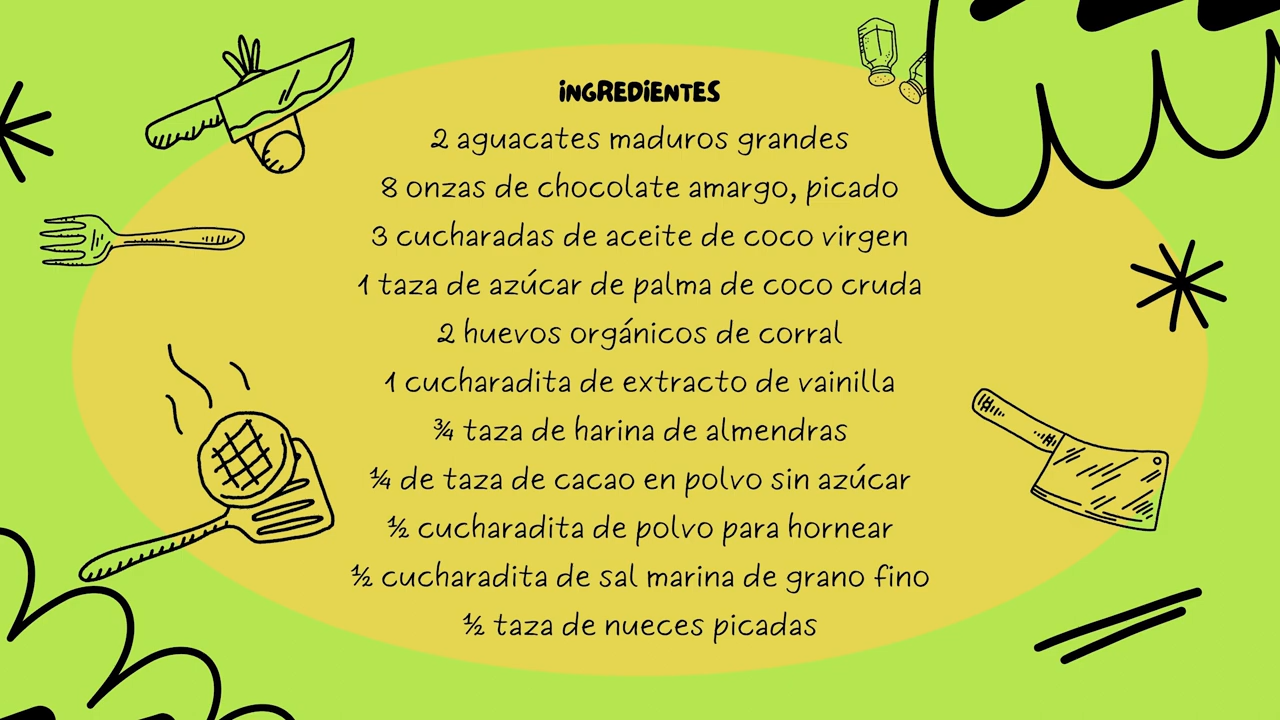 INGREDIENTES
2 aguacates maduros grandes
8 onzas de chocolate amargo, picado
3 cucharadas de aceite de coco virgen
1 taza de azúcar de palma de coco cruda
2 huevos orgánicos de corral
1 cucharadita de extracto de vainilla
¾ taza de harina de almendras
¼ de taza de cacao en polvo sin azúcar
½ cucharadita de polvo para hornear
½ cucharadita de sal marina de grano fino
½ taza de nueces picadas